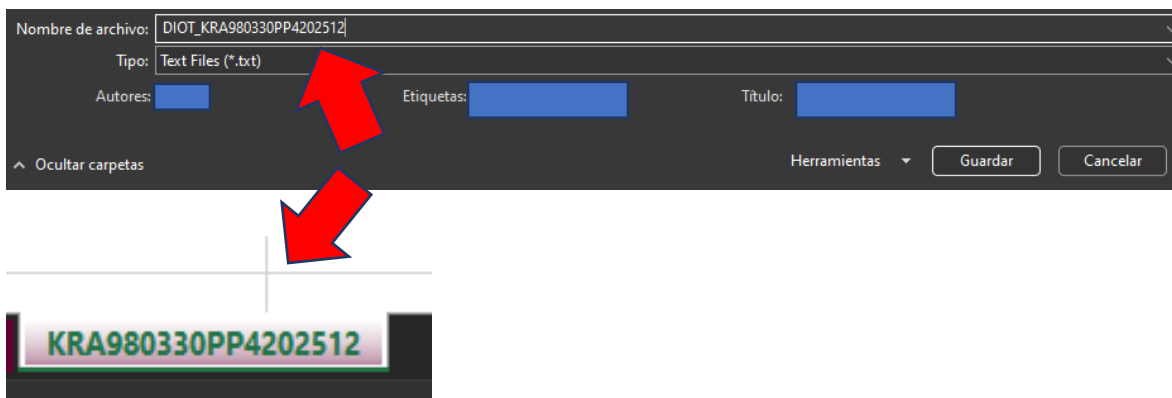 Nombre de archivo: DIOT_KRA980330PP4202512
Tipo: Text Files (*.txt)
Autores: Etiquetas: Título:
Ocultar carpetas Herramientas Guardar Cancelar
KRA980330PP4202512